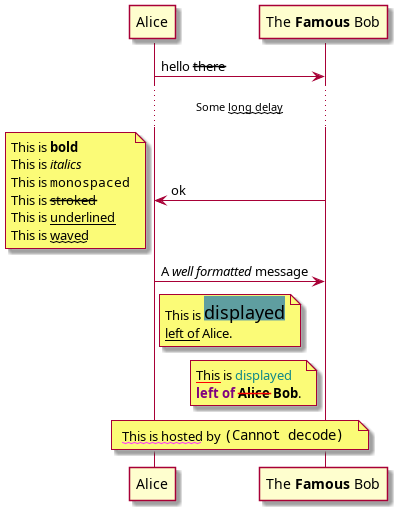 Alice
The Famous Bob
hello there
Some long delay
This is bold
This is italics
This is monospaced
This is stroked
This is underlined
This is waved
ok
A well formatted message
This is displayed
left of Alice.
This is displayed
left of Alice Bob.
This is hosted by (Cannot decode)
Alice
The Famous Bob